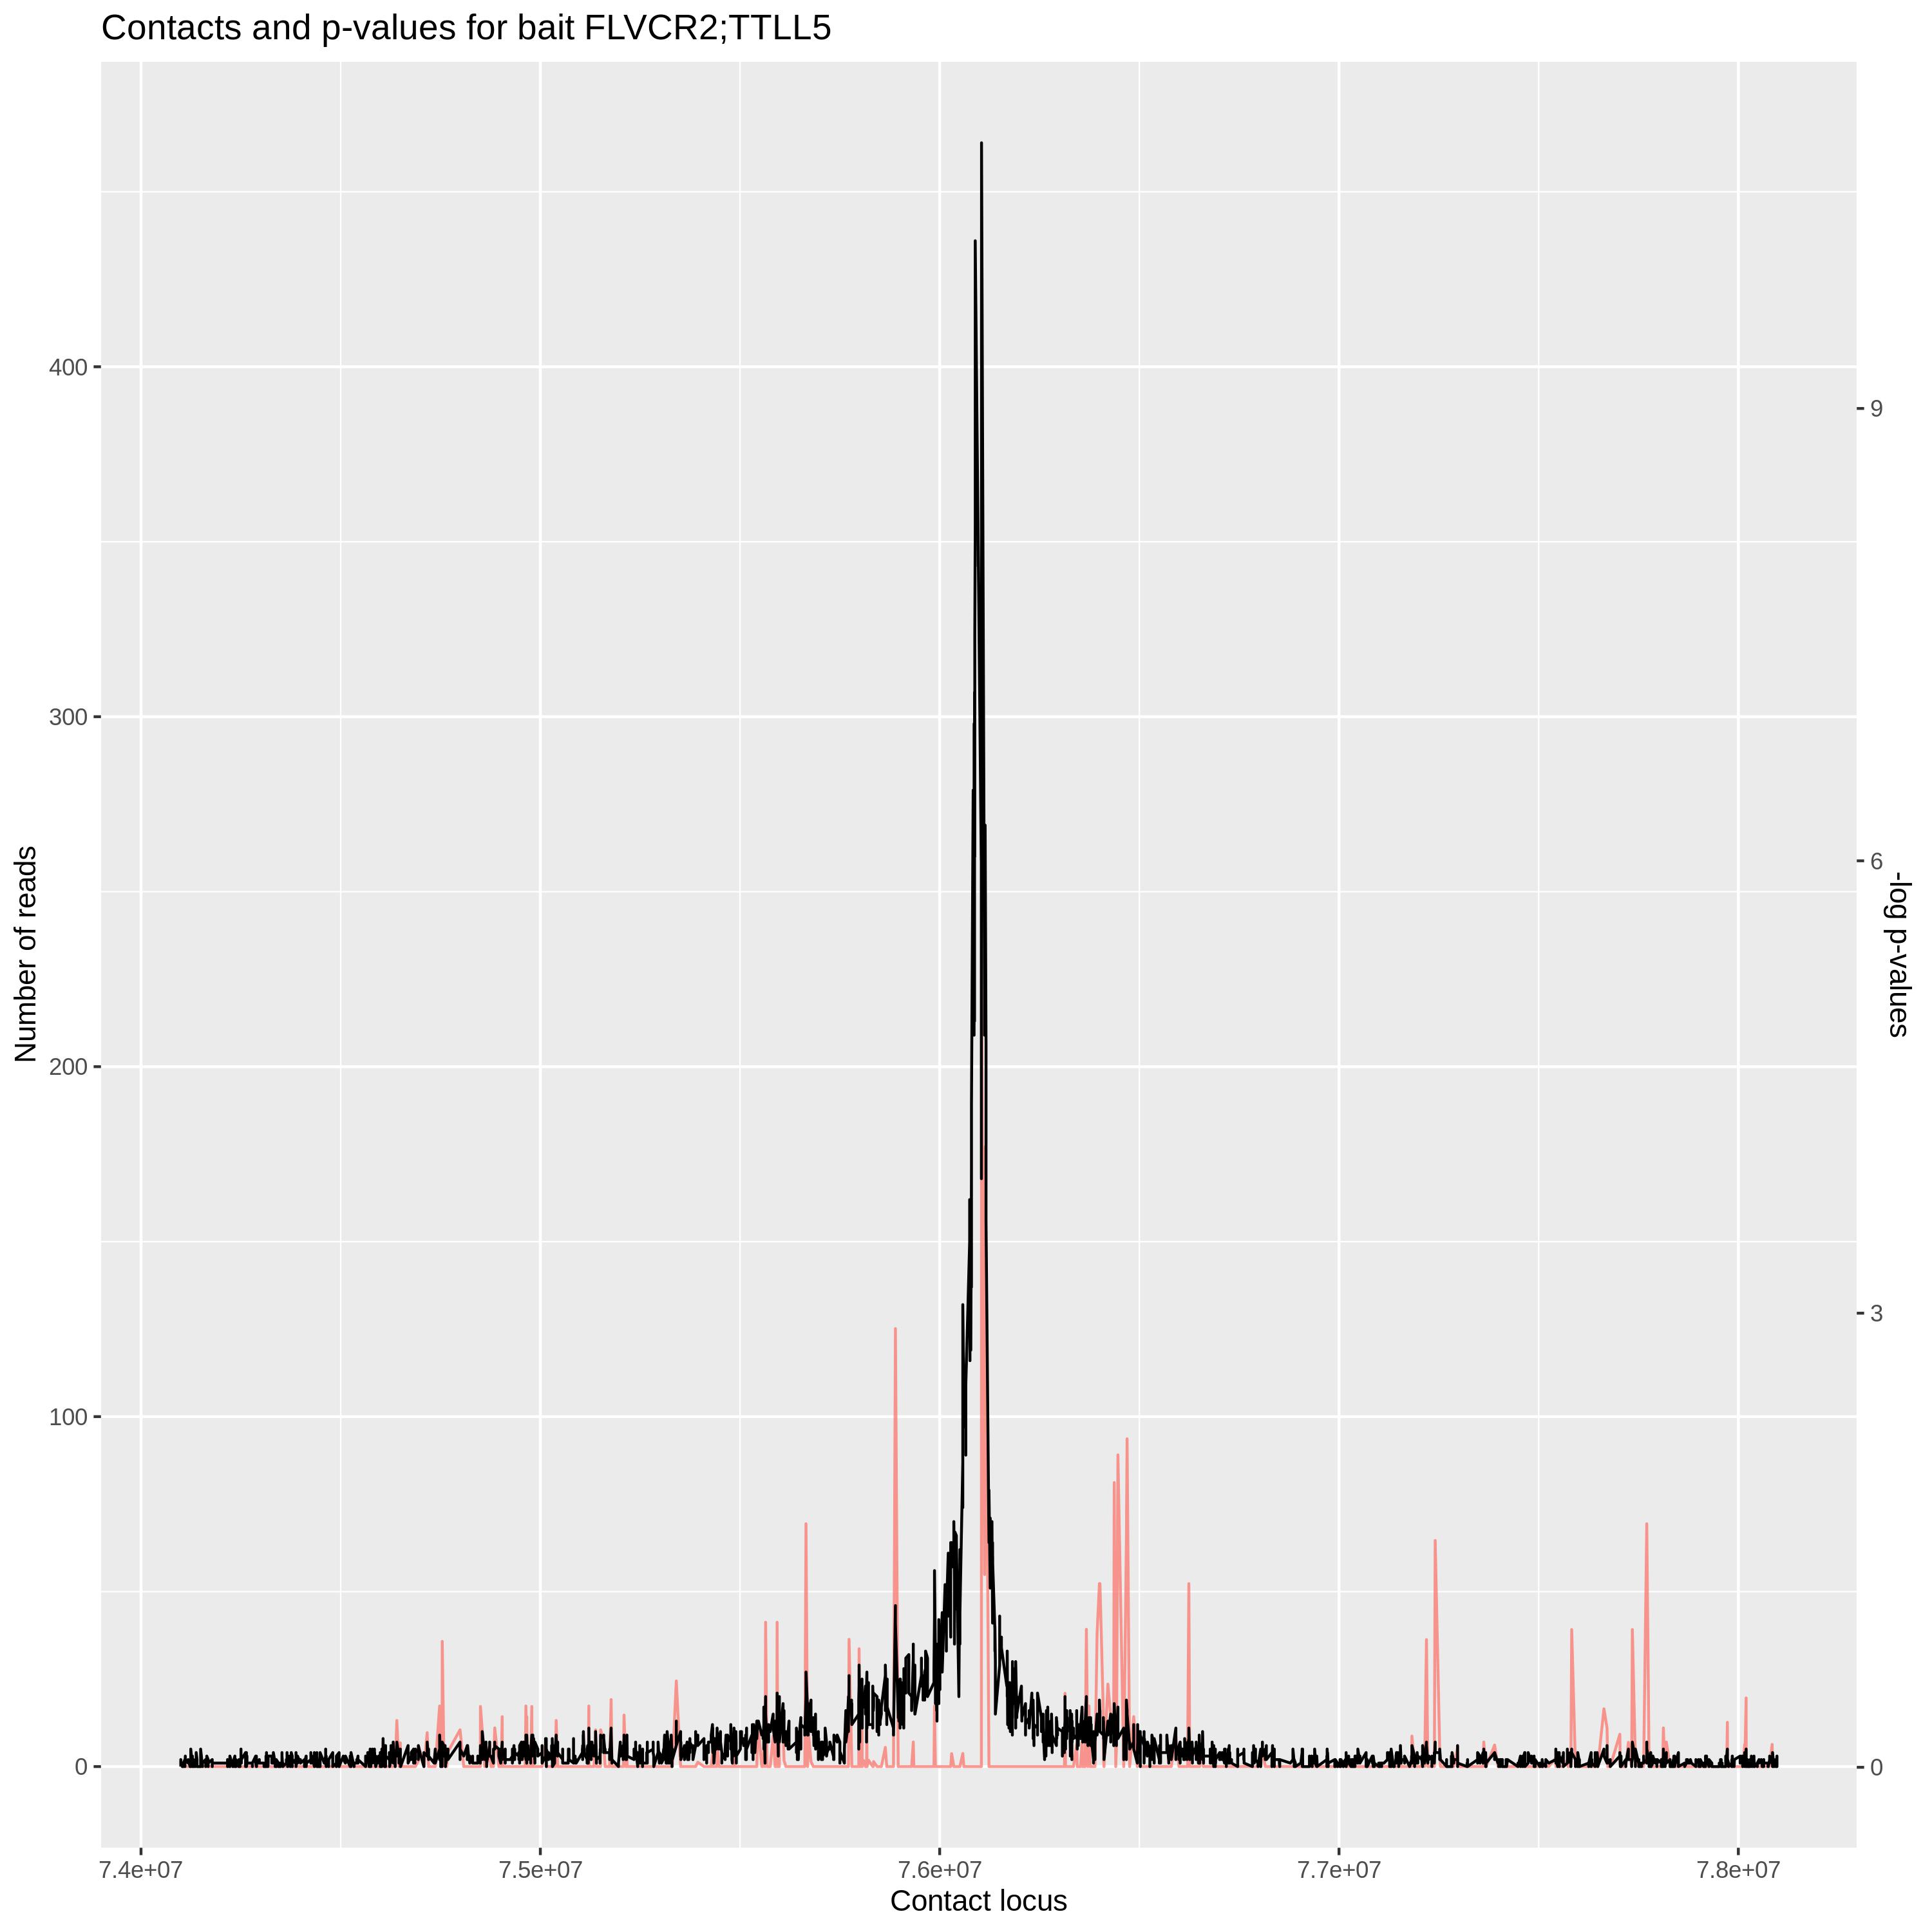 Contacts and p-values for bait FLVCR2;TTLL5
Number of reads
400
300
200
100
0
9
6
3
0
-log p-values
7.4e+07
7.5e+07
7.6e+07
7.7e+07
7.8e+07
Contact locus